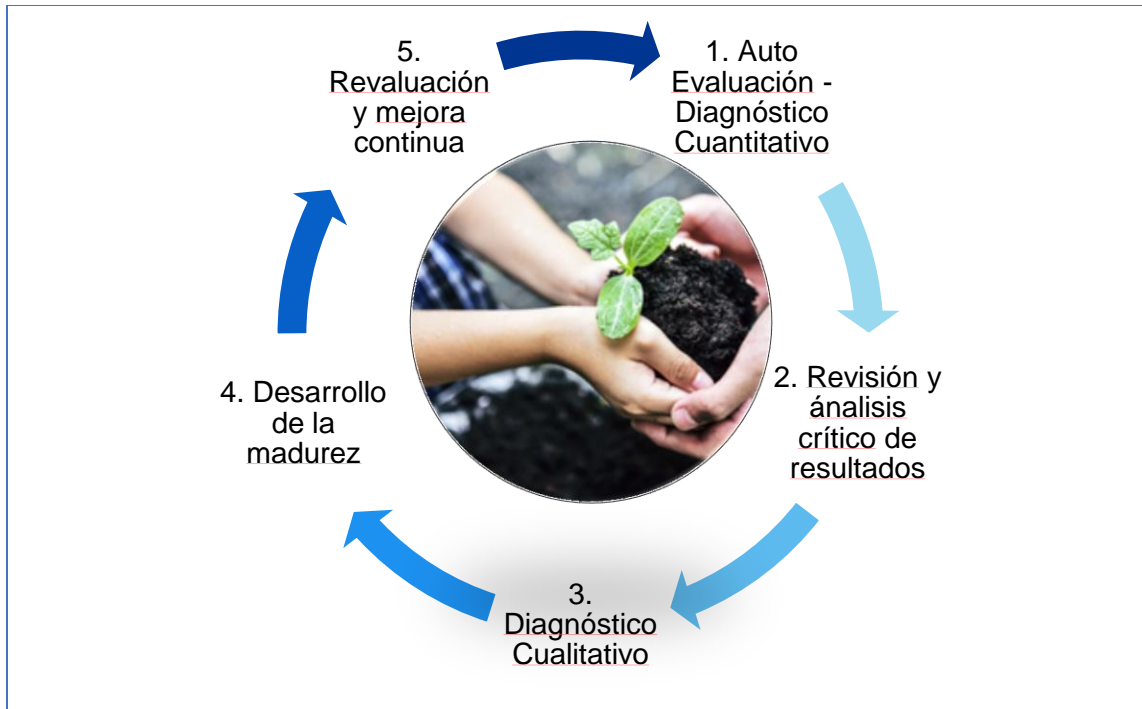 1. Auto
Evaluación -
Diagnóstico
Cuantitativo
2. Revisión y
ánalisis
crítico de
resultados
3.
Diagnóstico
Cualitativo
4. Desarrollo
de la
madurez
5.
Revaluación
y mejora
continua